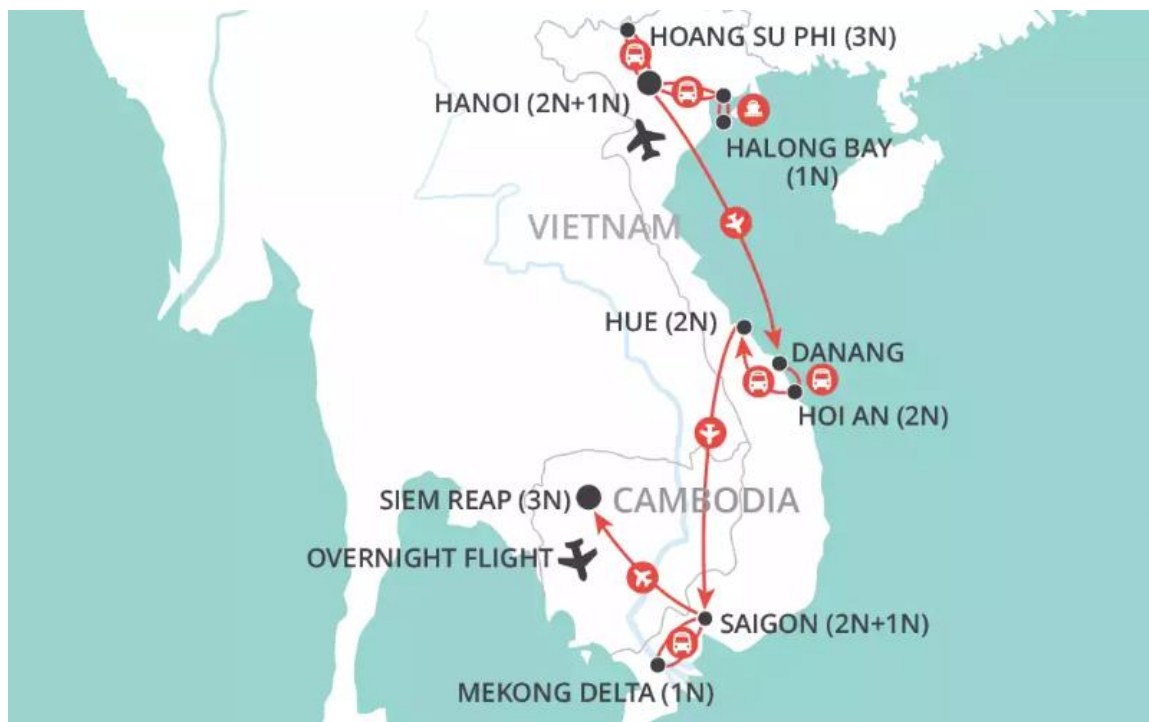 HOANG SU PHI (3N)
HANOI (2N+1N)
HALONG BAY
(1N)
VIETNAM
HUE (2N)
DANANG
HOI AN (2N)
SIEM REAP (3N)
CAMBODIA
OVERNIGHT FLIGHT
SAIGON (2N+1N)
MEKONG DELTA (1N)